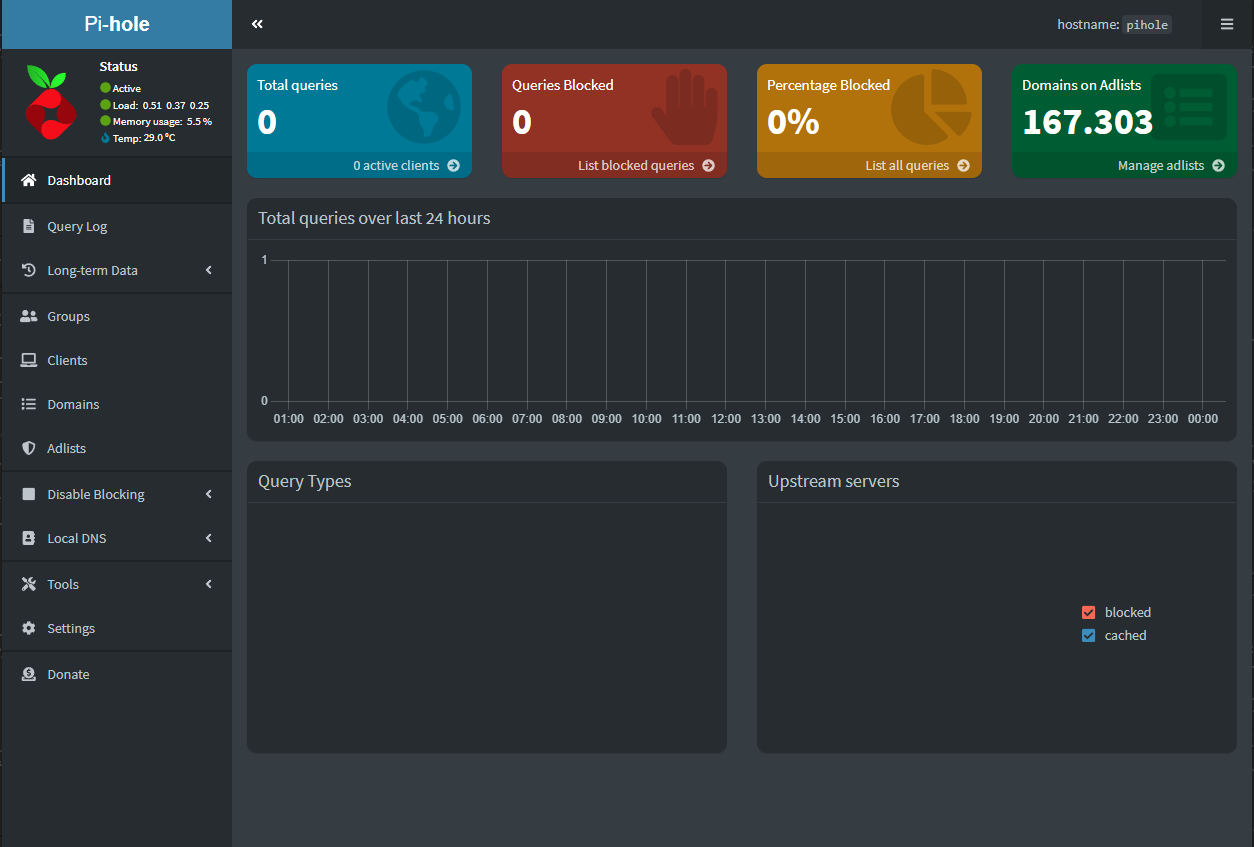 Pi-hole
hostname: pihole
Status
Active
Load: 0.51 0.37 0.25
Memory usage: 5.5 %
Temp: 29.0 °C
Dashboard
Query Log
Long-term Data
Groups
Clients
Domains
Adlists
Disable Blocking
Local DNS
Tools
Settings
Donate
Total queries
0
0 active clients
Queries Blocked
0
List blocked queries
Percentage Blocked
0%
List all queries
Domains on Adlists
167.303
Manage adlists
Total queries over last 24 hours
1
0
01:00 02:00 03:00 04:00 05:00 06:00 07:00 08:00 09:00 10:00 11:00 12:00 13:00 14:00 15:00 16:00 17:00 18:00 19:00 20:00 21:00 22:00 23:00 00:00
Query Types
Upstream servers
blocked
cached